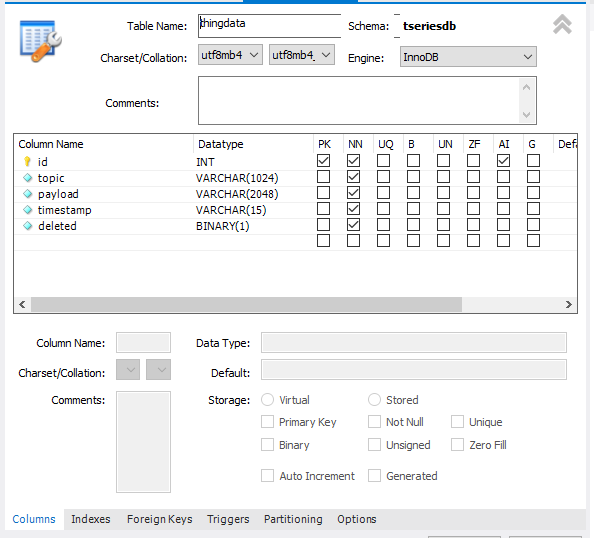 Table Name: thingdata Schema: tseriesdb
Charset/Collation: utf8mb4 utf8mb4_ Engine: InnoDB
Comments:
Column Name Datatype PK NN UQ B UN ZF AI G Defa
id INT
topic VARCHAR(1024)
payload VARCHAR(2048)
timestamp VARCHAR(15)
deleted BINARY(1)
Column Name: Data Type:
Charset/Collation: Default:
Comments: Storage: Virtual Stored
Primary Key Not Null Unique
Binary Unsigned Zero Fill
Auto Increment Generated
Columns Indexes Foreign Keys Triggers Partitioning Options